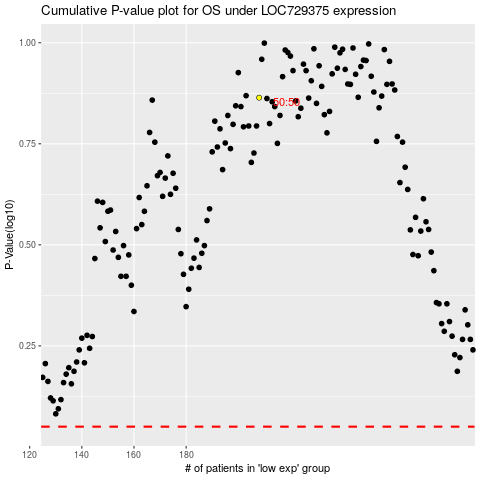 Cumulative P-value plot for OS under LOC729375 expression
P-Value(log10)
1.00
0.75
0.50
0.25
50:50
120 140 160 180
# of patients in 'low exp' group